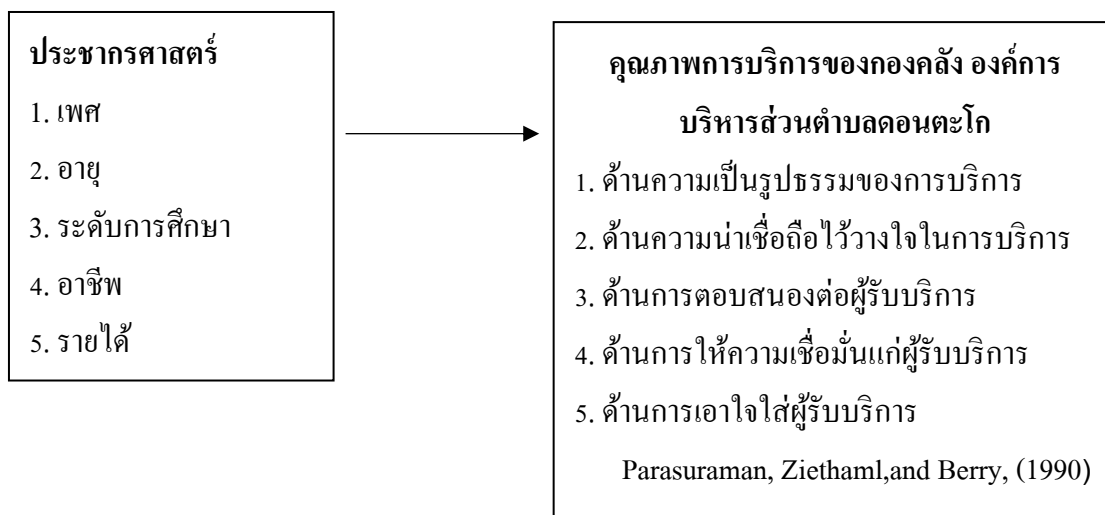 ประชากรศาสตร์
1. เพศ
2. อายุ
3. ระดับการศึกษา
4. อาชีพ
5. รายได้
คุณภาพการบริการของกองคลัง องค์การ
บริหารส่วนตำบลดอนตะโก
1. ด้านความเป็นรูปธรรมของการบริการ
2. ด้านความน่าเชื่อถือไว้วางใจในการบริการ
3. ด้านการตอบสนองต่อผู้รับบริการ
4. ด้านการให้ความเชื่อมั่นแก่ผู้รับบริการ
5. ด้านการเอาใจใส่ผู้รับบริการ
Parasuraman, Ziethaml,and Berry, (1990)